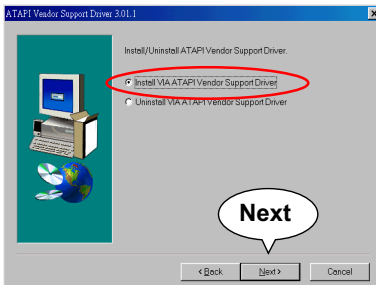 ATAPI Vendor Support Driver 3.01.1
Install/Uninstall ATAPI Vendor Support Driver.
Install VIA ATAPI Vendor Support Driver
Uninstall VIA ATAPI Vendor Support Driver
Next
< Back
Next >
Cancel